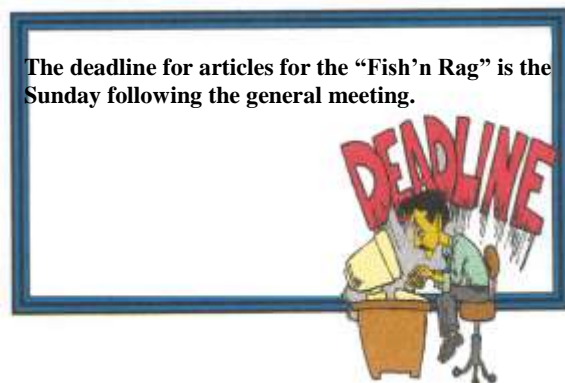 The deadline for articles for the “Fish’n Rag” is the
Sunday following the general meeting.
DEADLINE